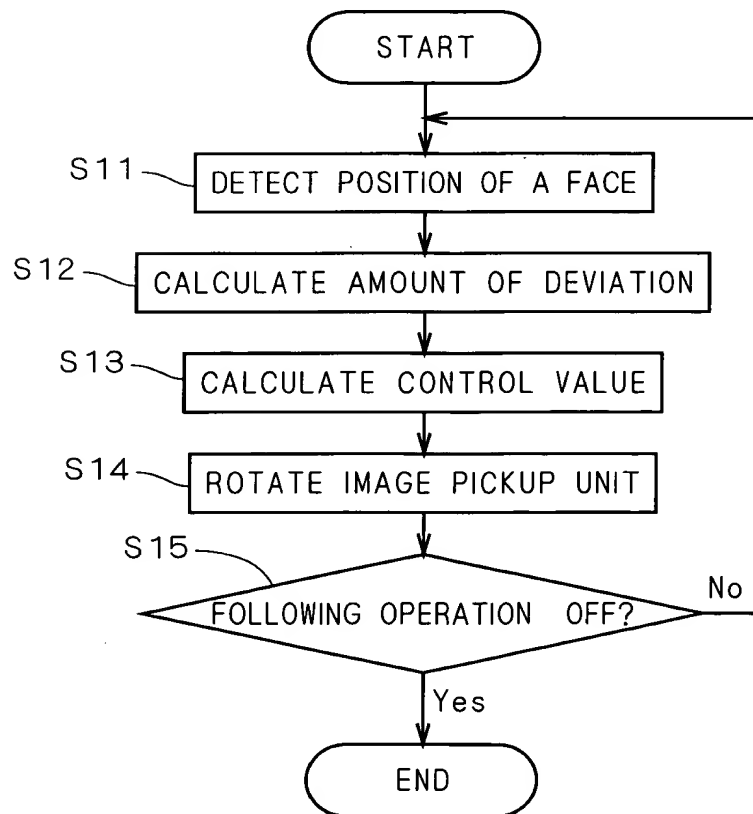 START
S11
DETECT POSITION OF A FACE
S12
CALCULATE AMOUNT OF DEVIATION
S13
CALCULATE CONTROL VALUE
S14
ROTATE IMAGE PICKUP UNIT
S15
FOLLOWING OPERATION OFF?
No
Yes
END